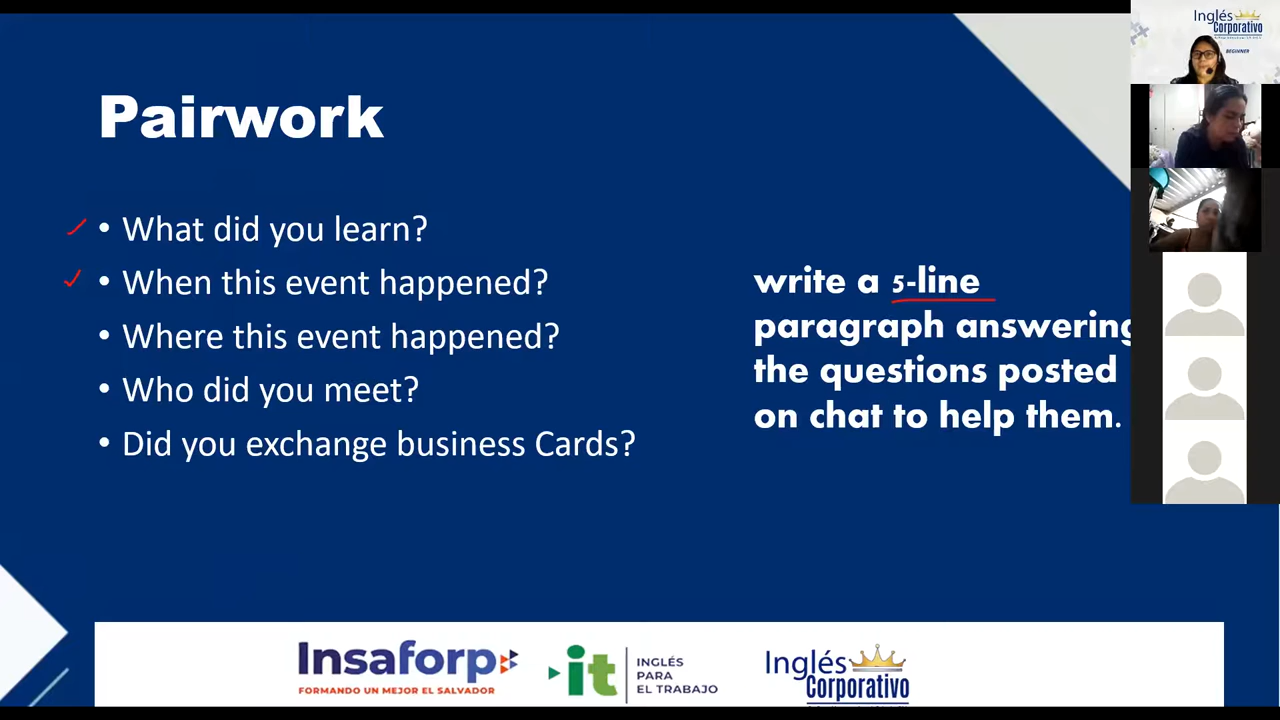 Pairwork
• What did you learn?
• When this event happened?
• Where this event happened?
• Who did you meet?
• Did you exchange business Cards?
write a 5-line
paragraph answering
the questions posted
on chat to help them.
Insaforp
FORMANDO UN MEJOR EL SALVADOR
it
INGLÉS
PARA
EL TRABAJO
Inglés
Corporativo
Inglés
Corporativo
BEGINNER